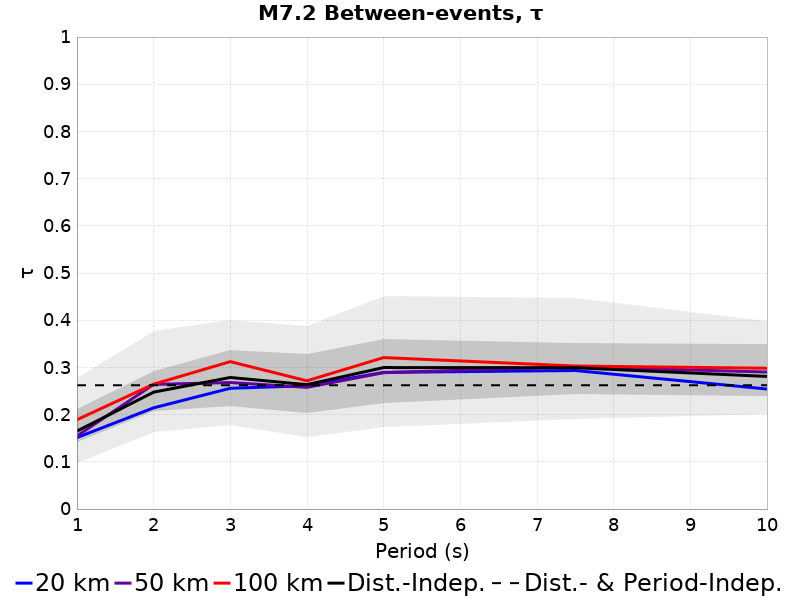 M7.2 Between-events, τ
1
0.9
0.8
0.7
0.6
0.5
0.4
0.3
0.2
0.1
0
τ
1 2 3 4 5 6 7 8 9 10
Period (s)
20 km 50 km 100 km Dist.-Indep. Dist.- & Period-Indep.